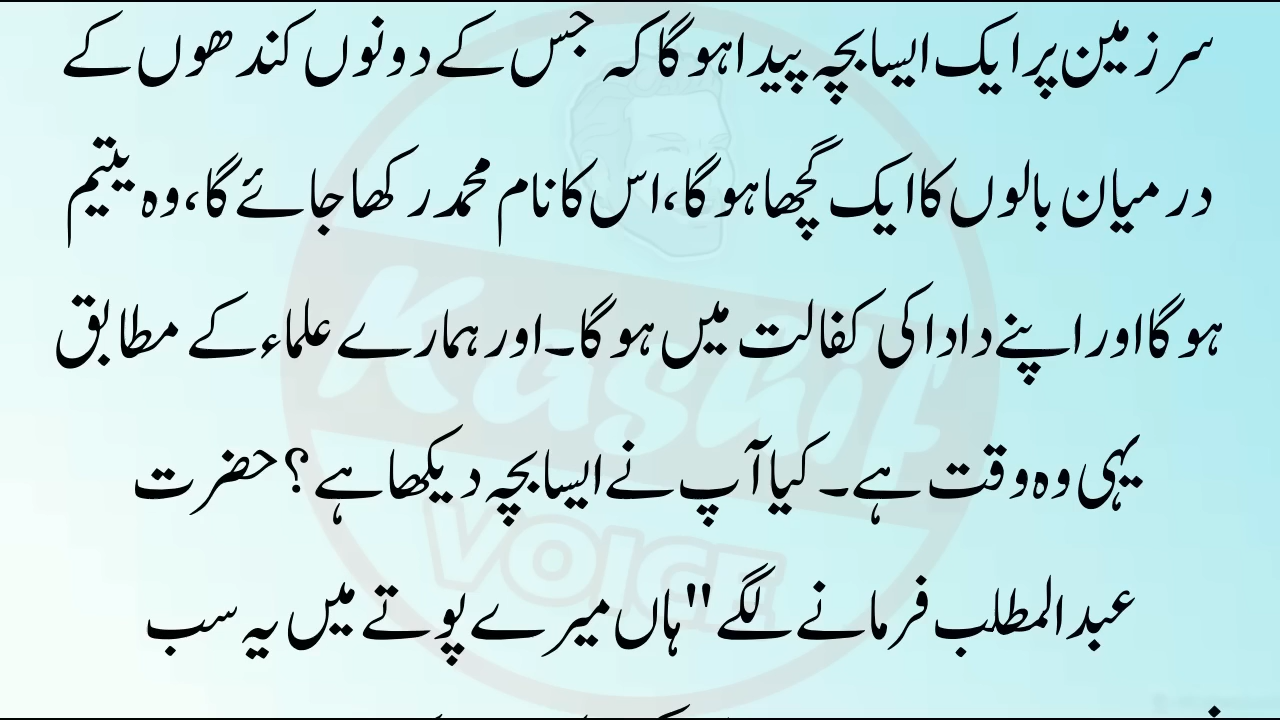 سرزمین پر ایک ایسا بچہ پیدا ہو گا کہ جس کے دونوں کندھوں کے
درمیان بالوں کا ایک گچھا ہو گا، اس کا نام محمد رکھا جائے گا، وہ یتیم
ہو گا اور اپنے دادا کی کفالت میں ہو گا۔ اور ہمارے علماء کے مطابق
یہی وہ وقت ہے۔ کیا آپ نے ایسا بچہ دیکھا ہے؟ حضرت
عبدالمطلب فرمانے لگے "ہاں میرے پوتے میں یہ سب
Kashif
VOICE